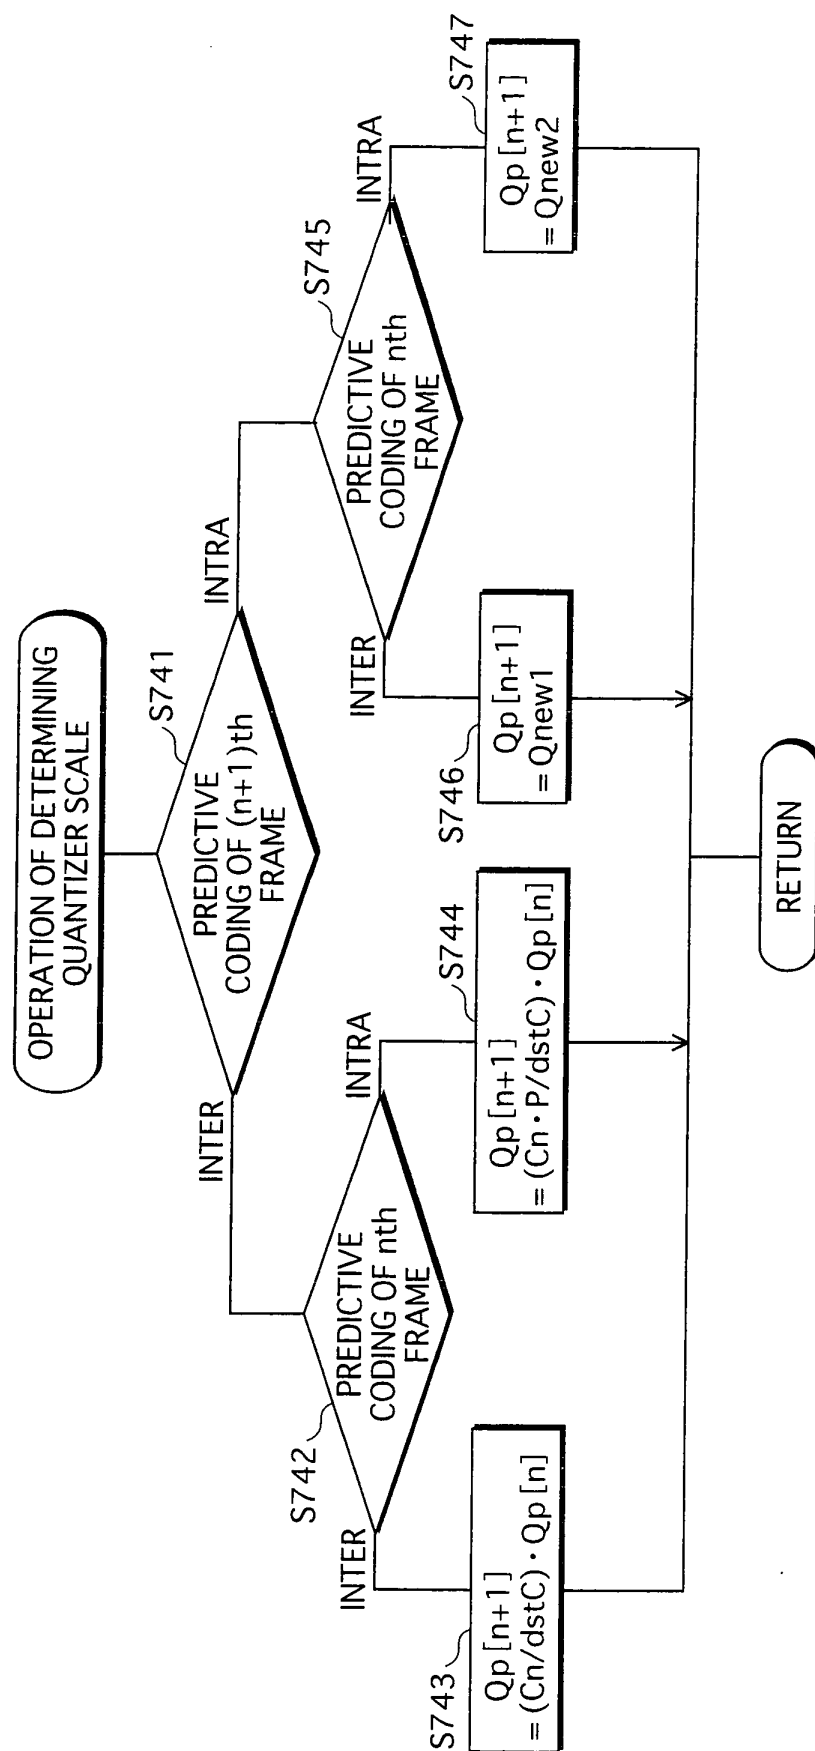 OPERATION OF DETERMINING
QUANTIZER SCALE
S741
PREDICTIVE
CODING OF (n+1)th
FRAME
INTER
INTRA
S742
PREDICTIVE
CODING OF nth
FRAME
INTER
INTRA
S745
PREDICTIVE
CODING OF nth
FRAME
INTER
INTRA
S743
Qp[n+1]
=(Cn/dstC)·Qp[n]
S744
Qp[n+1]
=(Cn·P/dstC)·Qp[n]
S746
Qp[n+1]
=Qnew1
S747
Qp[n+1]
=Qnew2
RETURN